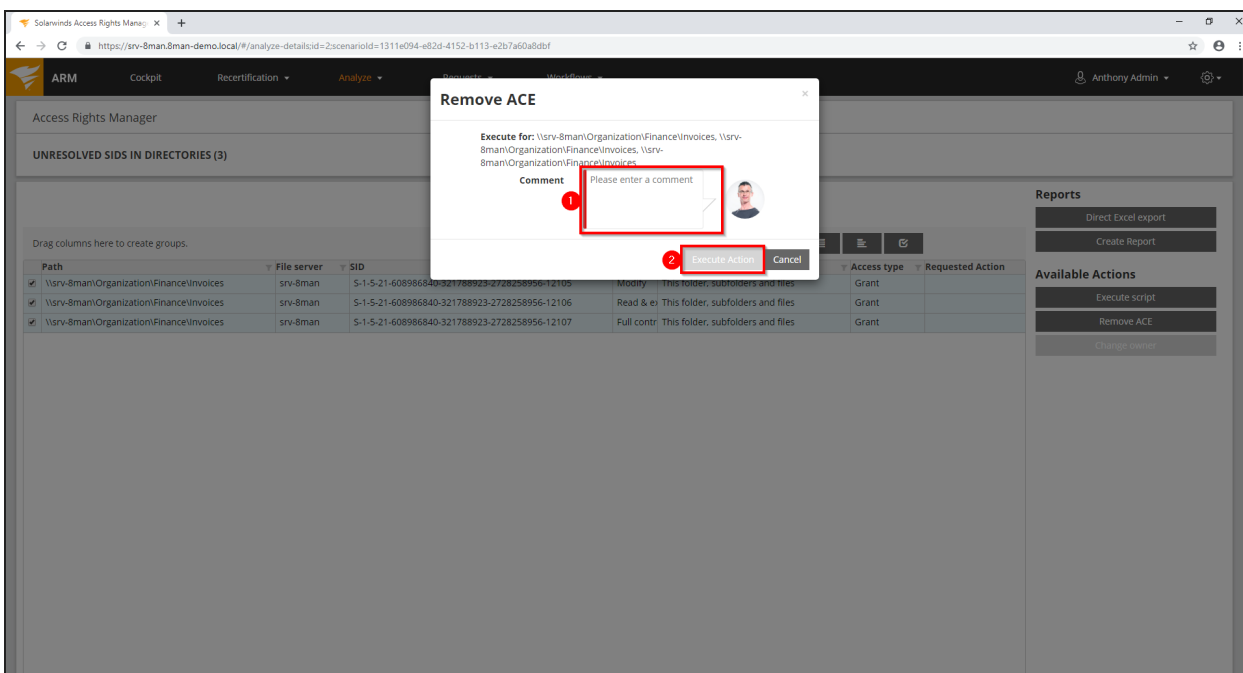 Solarwinds Access Rights Manag
https://srv-8man.8man-demo.local/#/analyze-details;id=2;scenarioId=1311e094-e82d-4152-b113-e2b7a60a8dbf
ARM Cockpit Recertification Analyze Requests Workflows Anthony Admin
Remove ACE
Access Rights Manager
Execute for: \\srv-8man\Organization\Finance\Invoices, \\srv-
8man\Organization\Finance\Invoices, \\srv-
8man\Organization\Finance\Invoices
UNRESOLVED SIDS IN DIRECTORIES (3)
Comment Please enter a comment
1
Reports
Direct Excel export
Drag columns here to create groups.
Create Report
2 Execute Action Cancel
Path File server SID Access type Requested Action
Available Actions
\\srv-8man\Organization\Finance\Invoices srv-8man S-1-5-21-608986840-321788923-2728258956-12105 Modify This folder, subfolders and files Grant
Execute script
\\srv-8man\Organization\Finance\Invoices srv-8man S-1-5-21-608986840-321788923-2728258956-12106 Read & ex This folder, subfolders and files Grant
\\srv-8man\Organization\Finance\Invoices srv-8man S-1-5-21-608986840-321788923-2728258956-12107 Full contr This folder, subfolders and files Grant
Remove ACE
Change owner